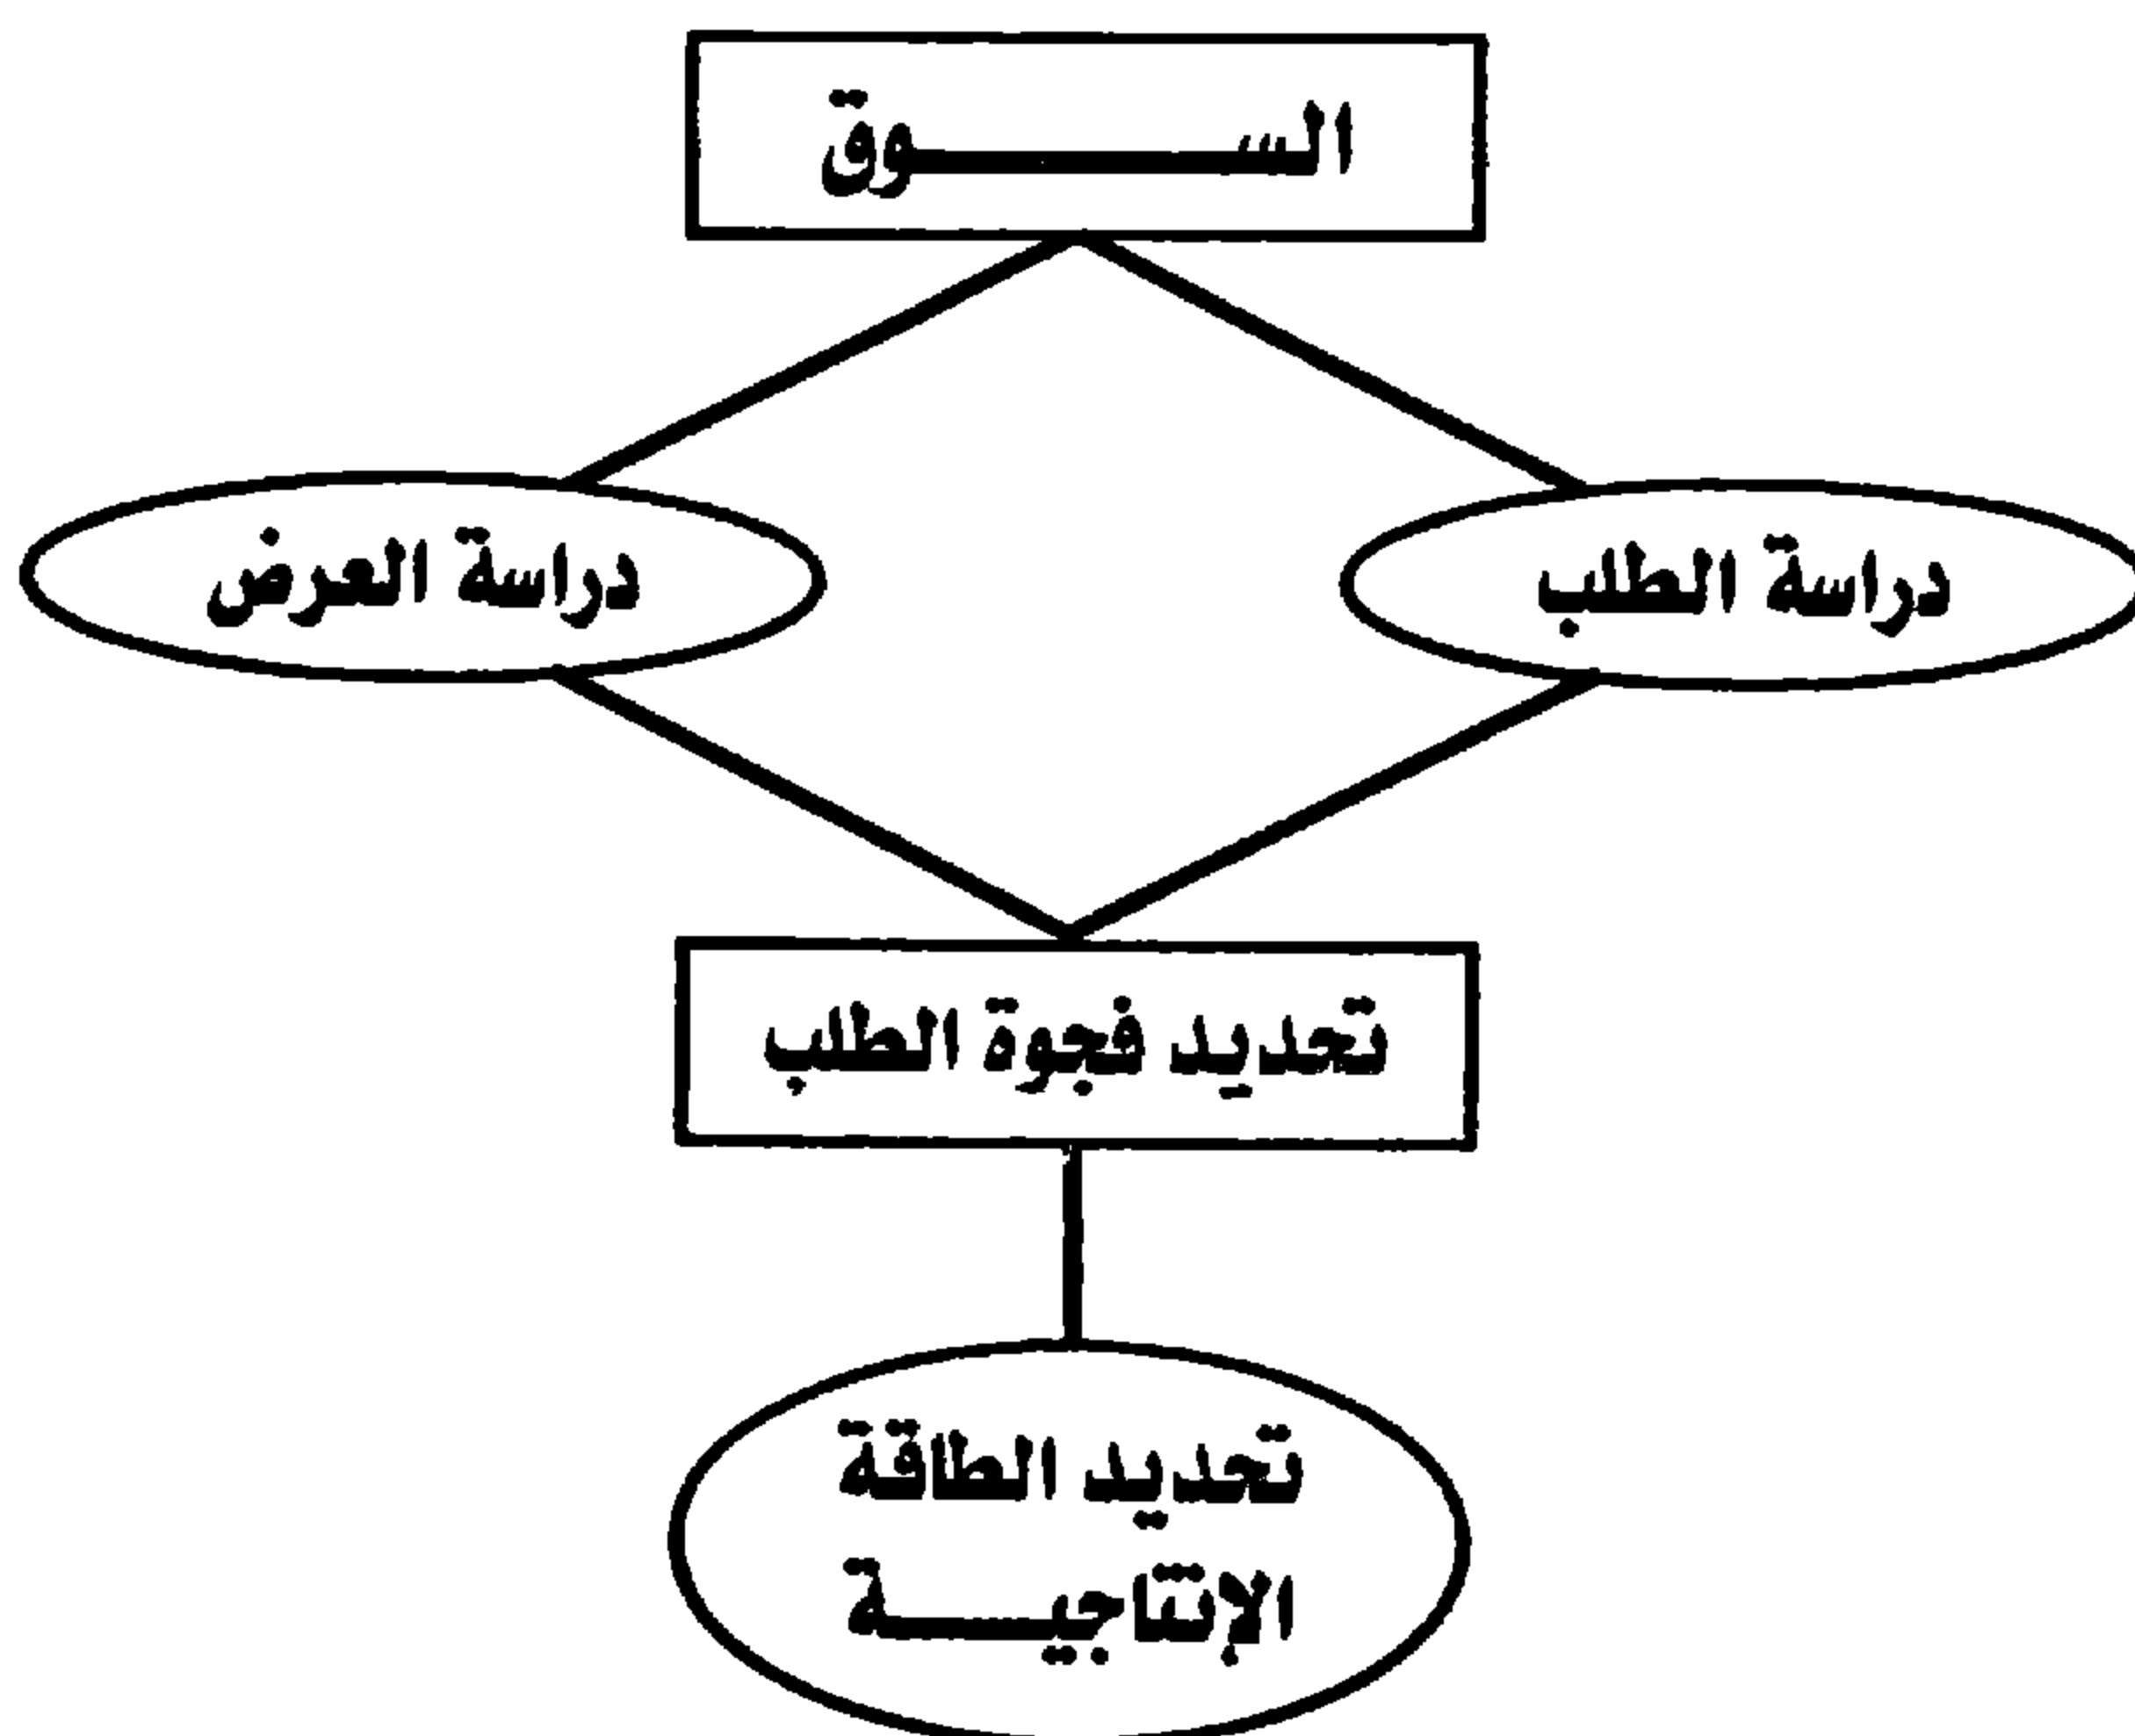 السوق
دراسة الطلب
دراسة العرض
تحديد فجوة الطلب
تحديد الطاقة
الإنتاجية